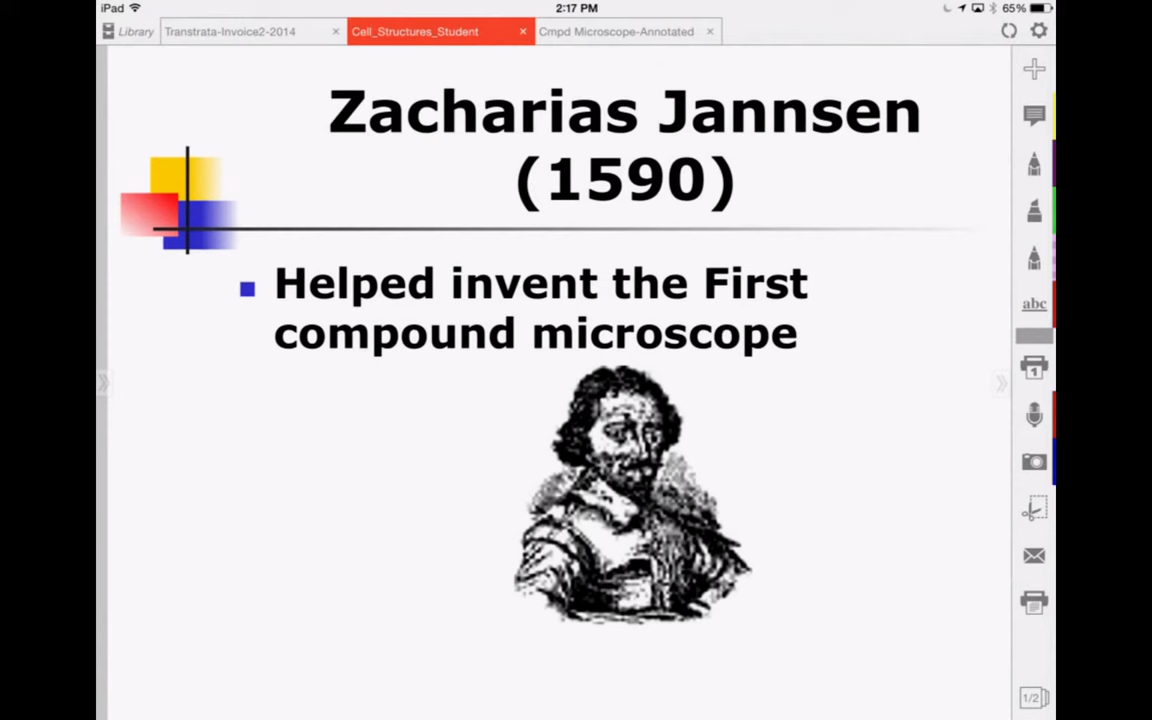 iPad 2:17 PM 65%
Library Transtrata-Invoice2-2014 × Cell_Structures_Student × Cmpd Microscope-Annotated ×
Zacharias Jannsen
(1590)
Helped invent the First
compound microscope
abc
1
1/2